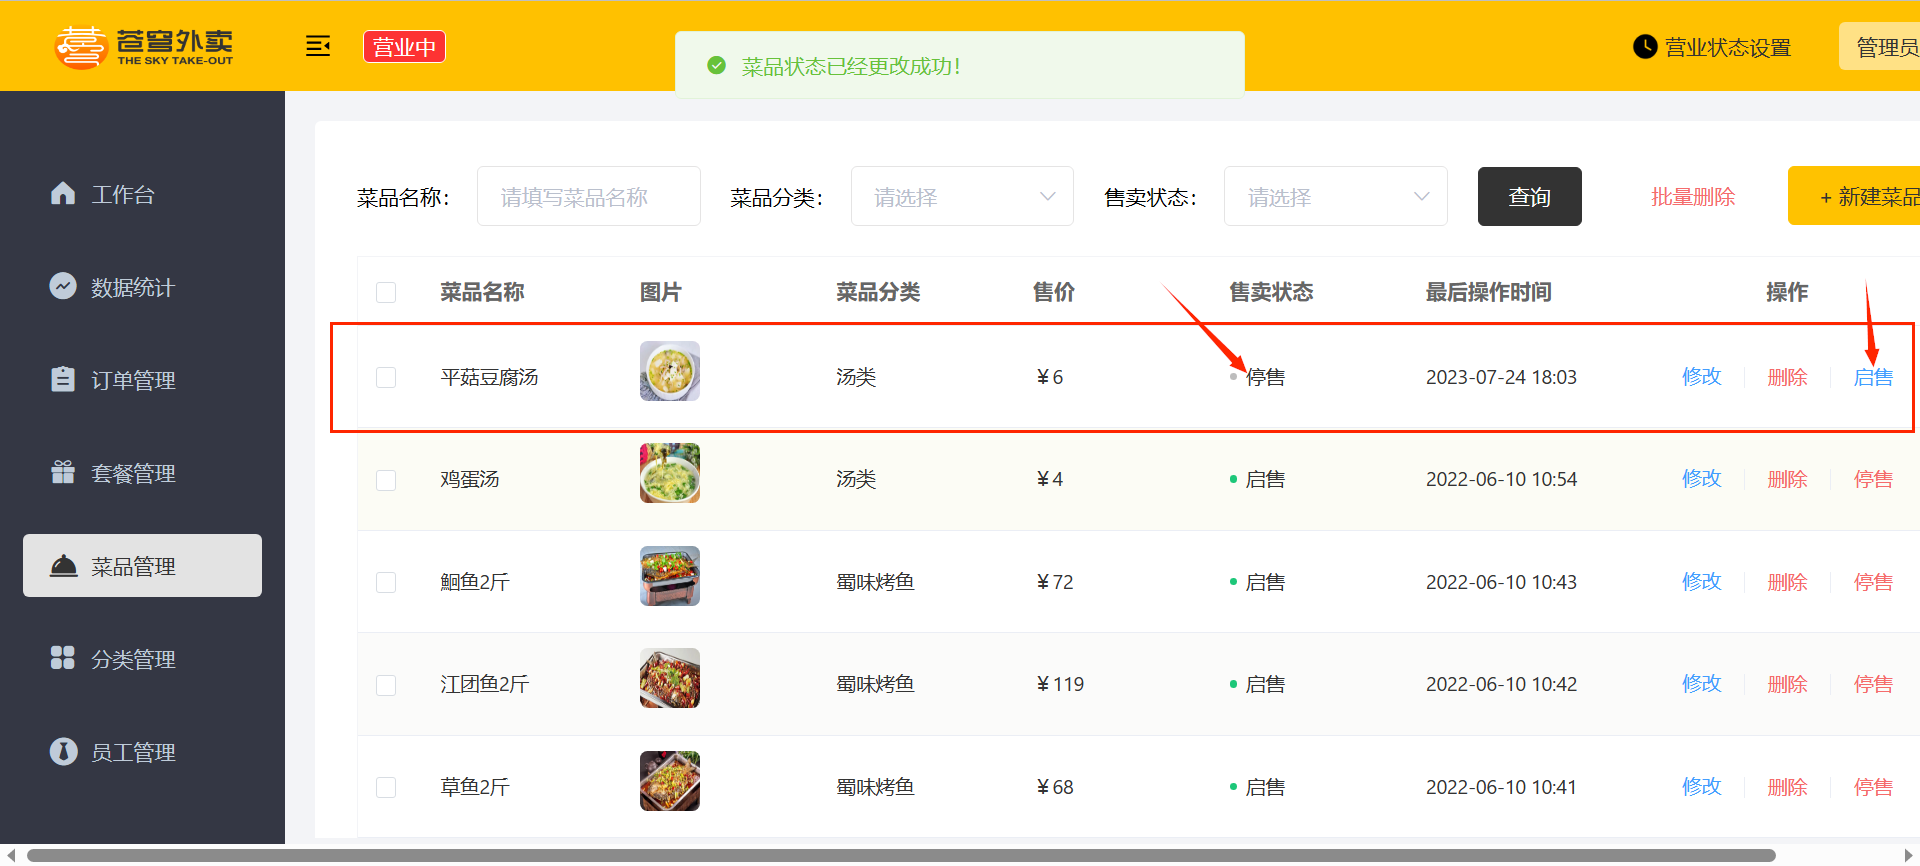 苍穹外卖
THE SKY TAKE-OUT
营业中
菜品状态已经更改成功！
营业状态设置
管理员
工作台
数据统计
订单管理
套餐管理
菜品管理
分类管理
员工管理
菜品名称： 请填写菜品名称 菜品分类： 请选择 售卖状态： 请选择 查询 批量删除 + 新建菜品
菜品名称 图片 菜品分类 售价 售卖状态 最后操作时间 操作
平菇豆腐汤 汤类 ¥6 停售 2023-07-24 18:03 修改 删除 启售
鸡蛋汤 汤类 ¥4 启售 2022-06-10 10:54 修改 删除 停售
鮰鱼2斤 蜀味烤鱼 ¥72 启售 2022-06-10 10:43 修改 删除 停售
江团鱼2斤 蜀味烤鱼 ¥119 启售 2022-06-10 10:42 修改 删除 停售
草鱼2斤 蜀味烤鱼 ¥68 启售 2022-06-10 10:41 修改 删除 停售